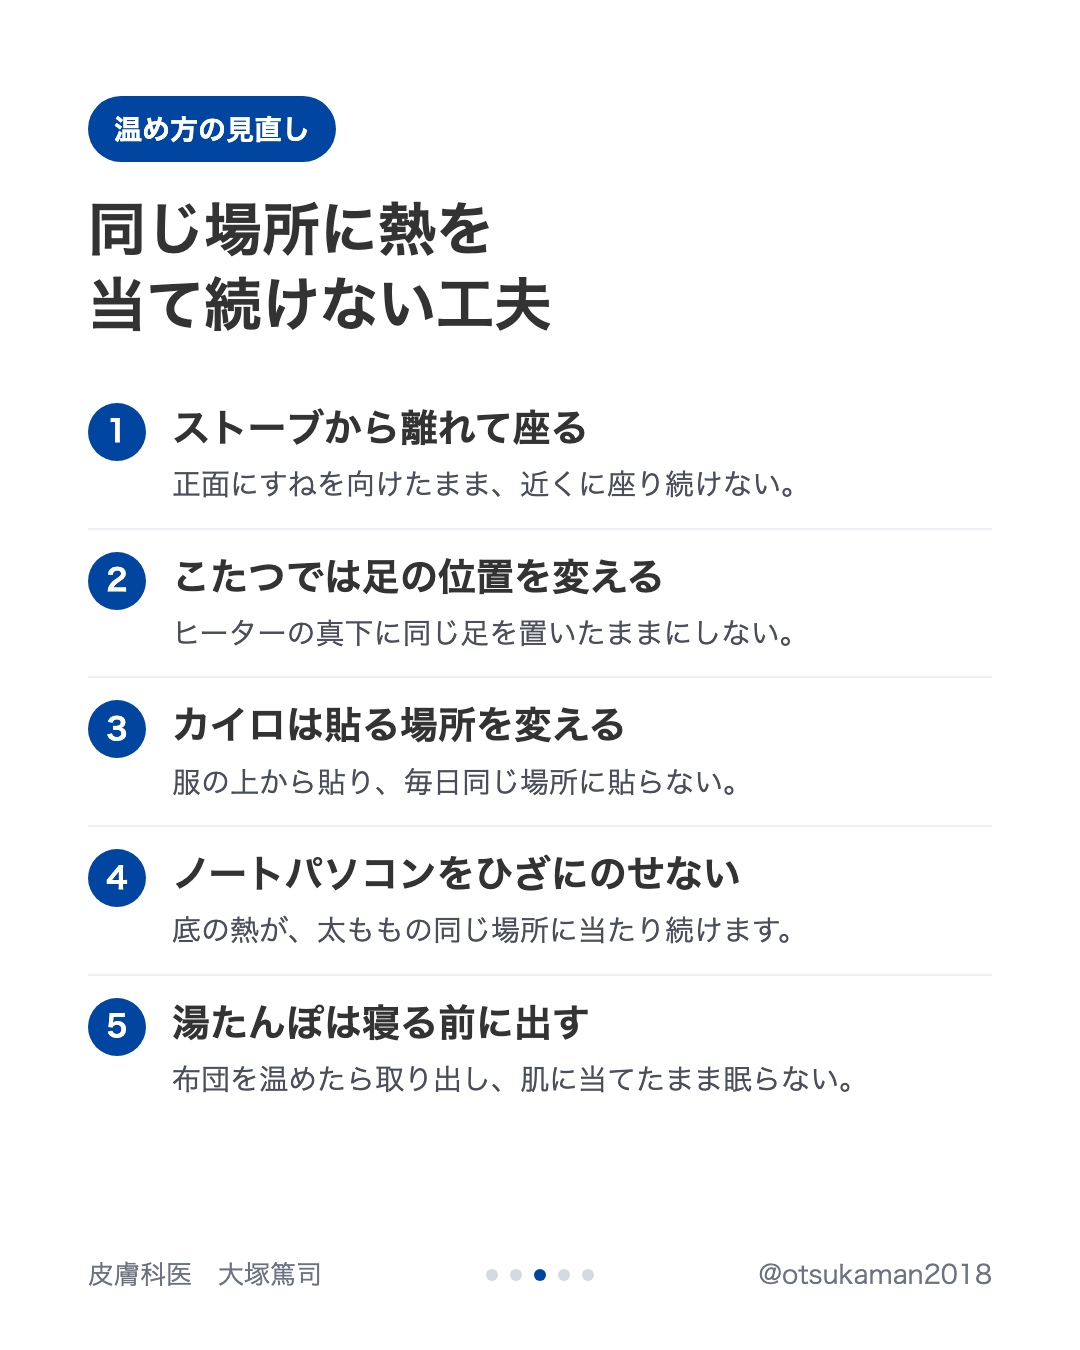 温め方の見直し
同じ場所に熱を
当て続けない工夫
1 ストーブから離れて座る
正面にすねを向けたまま、近くに座り続けない。
2 こたつでは足の位置を変える
ヒーターの真下に同じ足を置いたままにしない。
3 カイロは貼る場所を変える
服の上から貼り、毎日同じ場所に貼らない。
4 ノートパソコンをひざにのせない
底の熱が、太ももの同じ場所に当たり続けます。
5 湯たんぽは寝る前に出す
布団を温めたら取り出し、肌に当てたまま眠らない。
皮膚科医　大塚篤司
@otsukaman2018